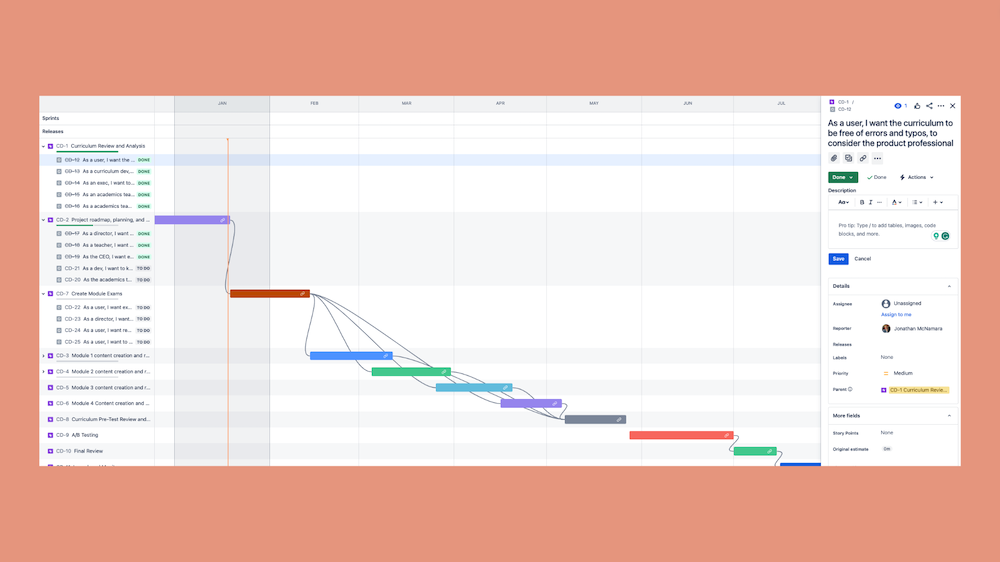 JAN FEB MAR APR MAY JUN JUL
Sprints
Releases
CD-1 Curriculum Review and Analysis
CD-12 As a user, I want the ... DONE
CD-13 As a curriculum dev, ... DONE
CD-14 As an exec, I want to... DONE
CD-15 As an academics tea... DONE
CD-16 As a academics tea... DONE
CD-2 Project roadmap, planning, and ...
CD-17 As a director, I want ... DONE
CD-18 As a teacher, I want ... DONE
CD-19 As the CEO, I want e... DONE
CD-21 As a dev, I want to k... TO DO
CD-20 As the academics t... TO DO
CD-7 Create Module Exams
CD-22 As a user, I want ex... TO DO
CD-23 As a director, I want... TO DO
CD-24 As a user, I want re... TO DO
CD-25 As a user, I want to... TO DO
CD-3 Module 1 content creation and r...
CD-4 Module 2 content creation and r...
CD-5 Module 3 content creation and r...
CD-6 Module 4 Content creation and ...
CD-8 Curriculum Pre-Test Review and...
CD-9 A/B Testing
CD-10 Final Review
CD-1 /
CD-12
1
As a user, I want the curriculum to
be free of errors and typos, to
consider the product professional
Done Done Actions
Description
Aa B I ... A
Pro tip: Type / to add tables, images, code
blocks, and more.
Save Cancel
Details
Assignee Unassigned
Assign to me
Reporter Jonathan McNamara
Releases
Labels None
Priority Medium
Parent CD-1 Curriculum Revie...
More fields
Story Points None
Original estimate 0m